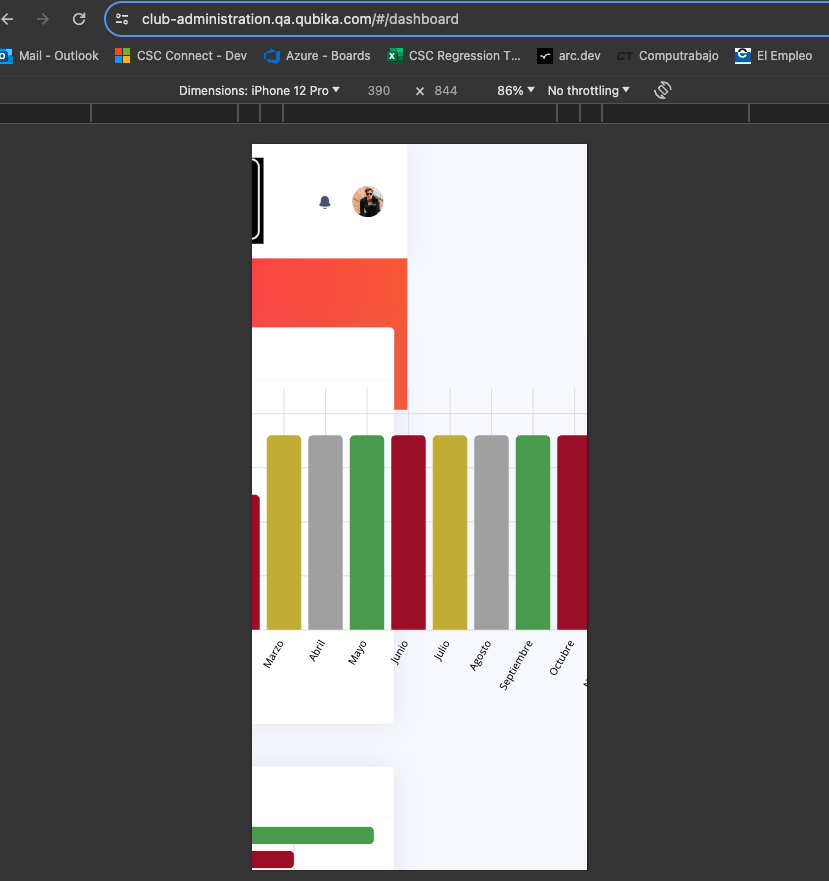 club-administration.qa.qubika.com/#/dashboard
Mail - Outlook
CSC Connect - Dev
Azure - Boards
CSC Regression T...
arc.dev
CT Computrabajo
El Empleo
Dimensions: iPhone 12 Pro 390 × 844 86% No throttling
Marzo
Abril
Mayo
Junio
Julio
Agosto
Septiembre
Octubre